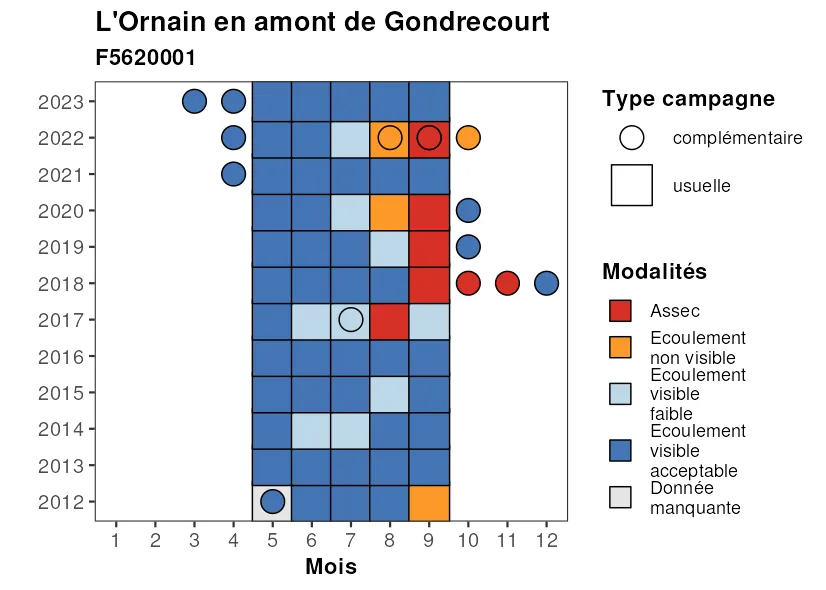 L'Ornain en amont de Gondrecourt
F5620001
2023
2022
2021
2020
2019
2018
2017
2016
2015
2014
2013
2012
1 2 3 4 5 6 7 8 9 10 11 12
Mois
Type campagne
complémentaire
usuelle
Modalités
Assec
Ecoulement
non visible
Ecoulement
visible
faible
Ecoulement
visible
acceptable
Donnée
manquante